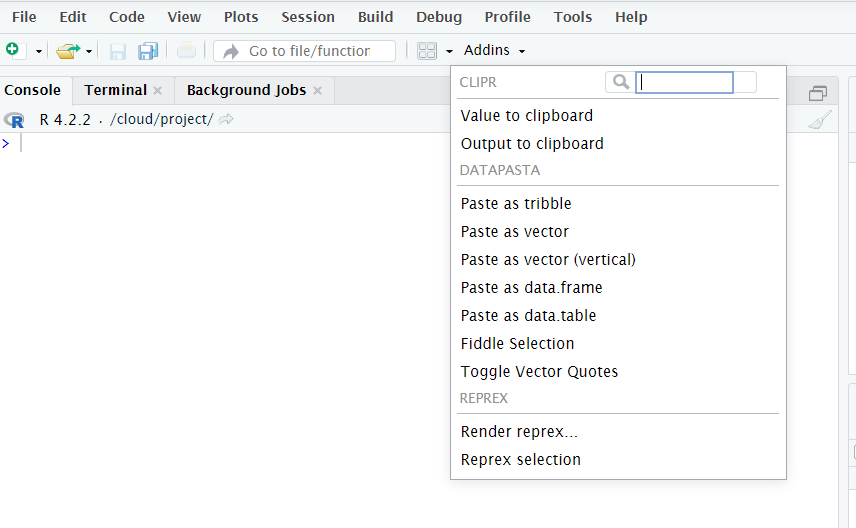 File Edit Code View Plots Session Build Debug Profile Tools Help
Go to file/function Addins
Console Terminal Background Jobs
R R 4.2.2 · /cloud/project/
>
CLIPR
Value to clipboard
Output to clipboard
DATAPASTA
Paste as tribble
Paste as vector
Paste as vector (vertical)
Paste as data.frame
Paste as data.table
Fiddle Selection
Toggle Vector Quotes
REPREX
Render reprex...
Reprex selection